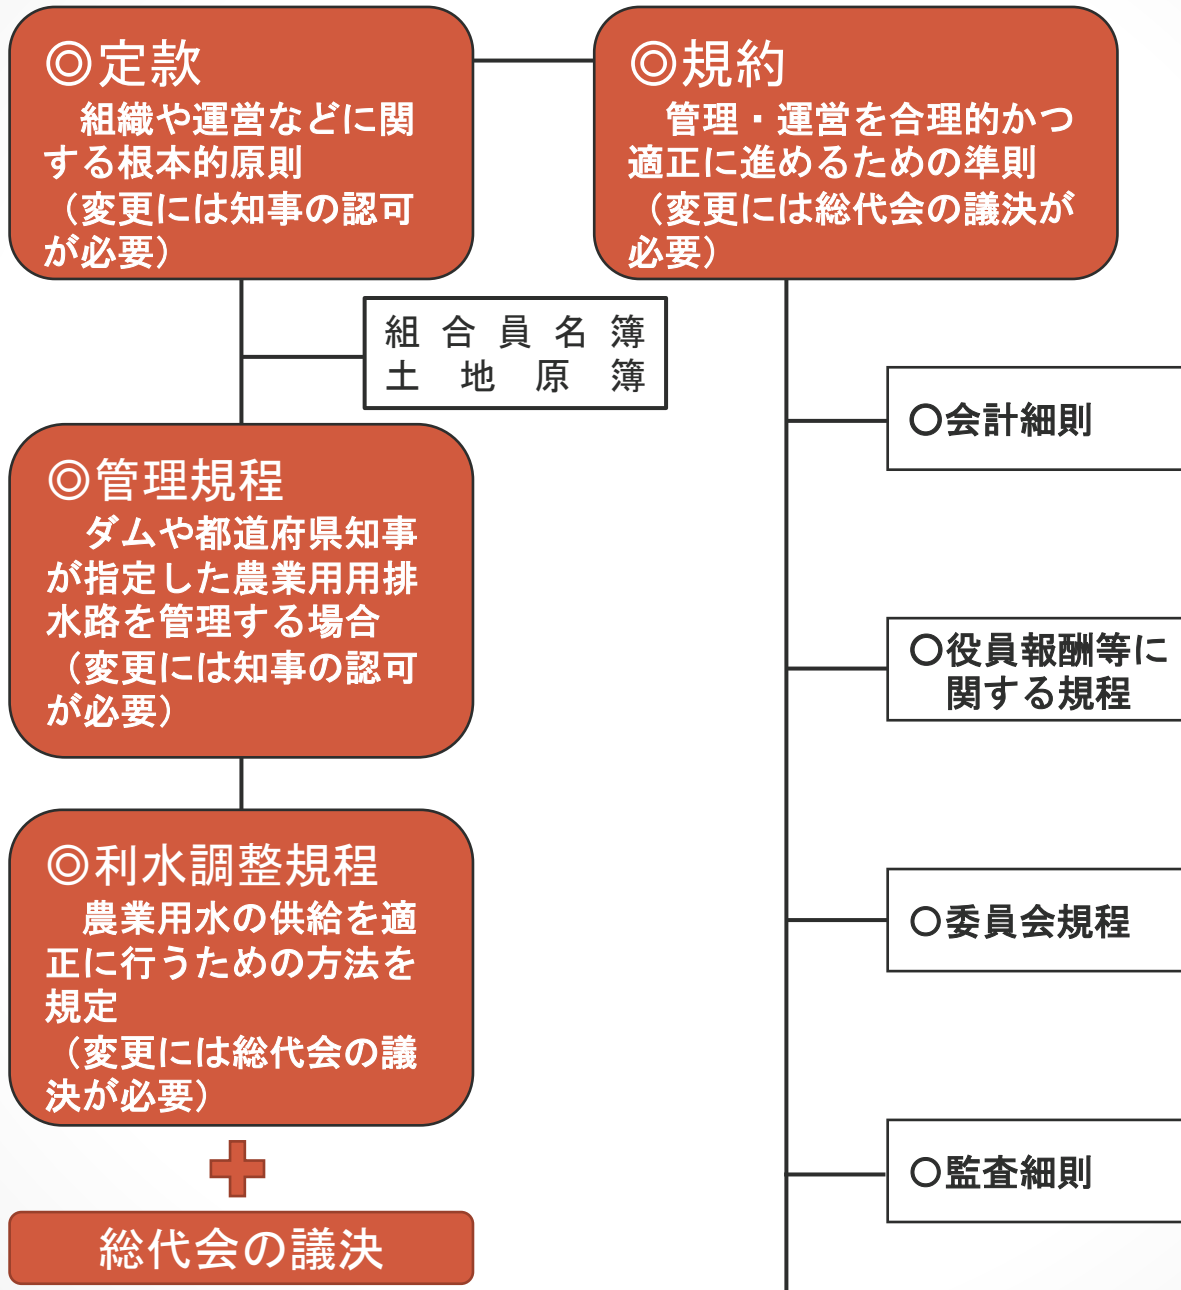 ◎定款
組織や運営などに関
する根本的原則
（変更には知事の認可
が必要）
◎規約
管理・運営を合理的かつ
適正に進めるための準則
（変更には総代会の議決が
必要）
組合員名簿
土地原簿
◎管理規程
ダムや都道府県知事
が指定した農業用用排
水路を管理する場合
（変更には知事の認可
が必要）
◎利水調整規程
農業用水の供給を適
正に行うための方法を
規定
（変更には総代会の議
決が必要）
総代会の議決
〇会計細則
〇役員報酬等に
関する規程
〇委員会規程
〇監査細則